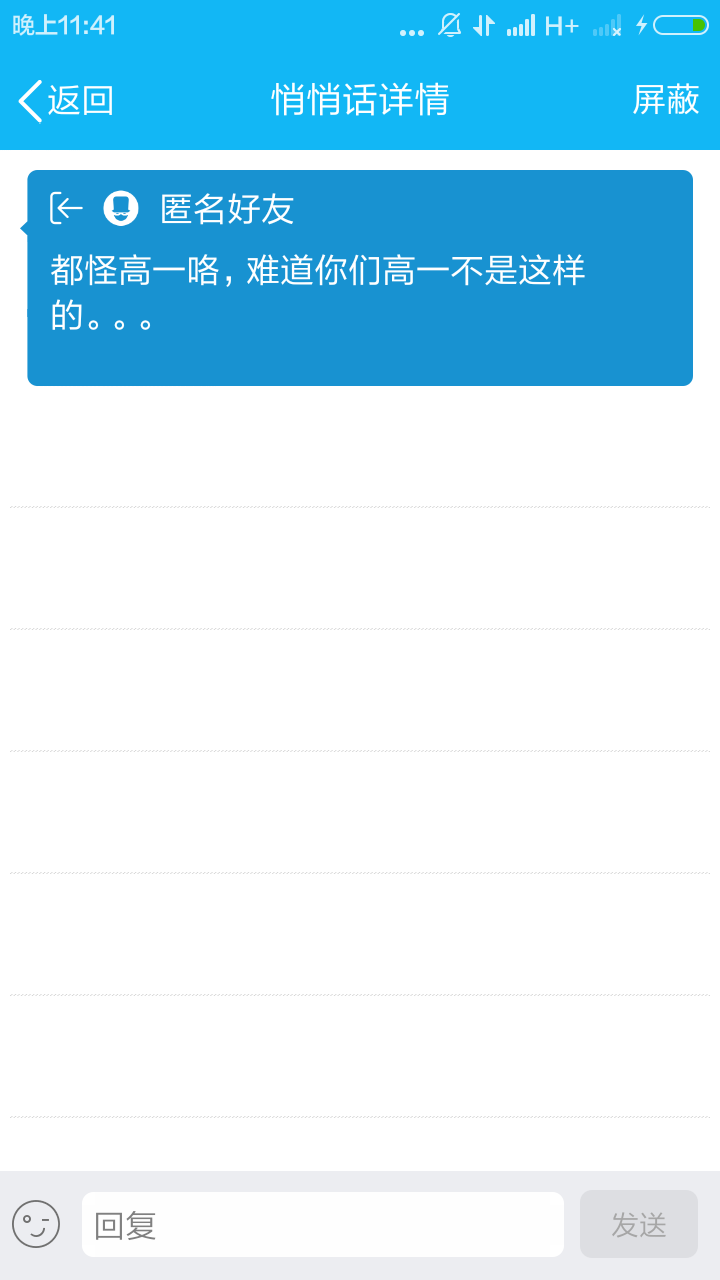 晚上11:41
H+
返回
悄悄话详情
屏蔽
匿名好友
都怪高一咯，难道你们高一不是这样
的。。。
回复
发送